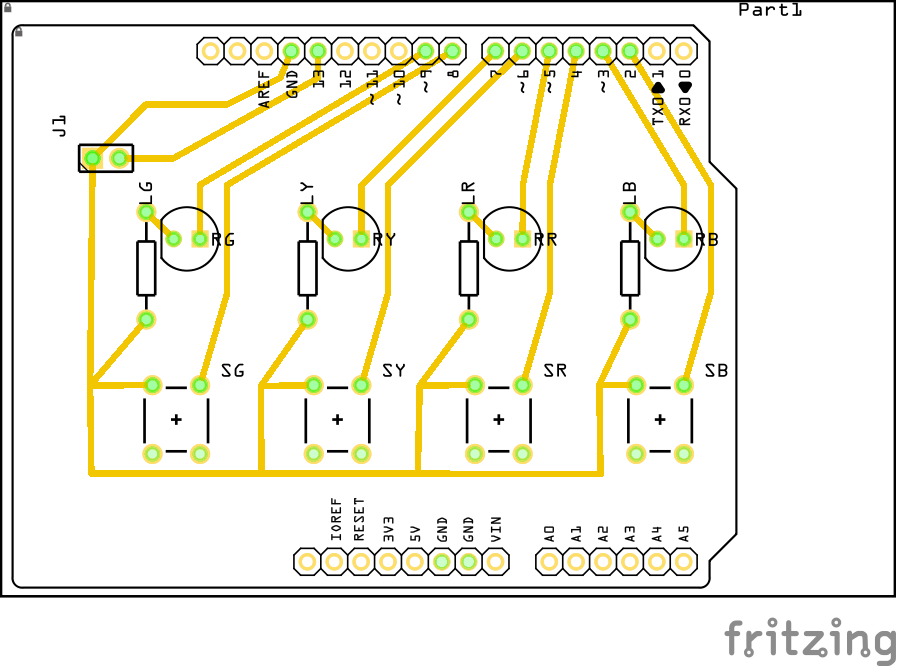 Part1
AREF
GND
13
12
~11
~10
~9
8
7
~6
~5
4
~3
2
TX0 1
RX0 0
J1
LG
LY
LR
LB
RG
RY
RR
RB
SG
SY
SR
SB
+
+
+
+
IOREF
RESET
3V3
5V
GND
GND
VIN
A0
A1
A2
A3
A4
A5
fritzing